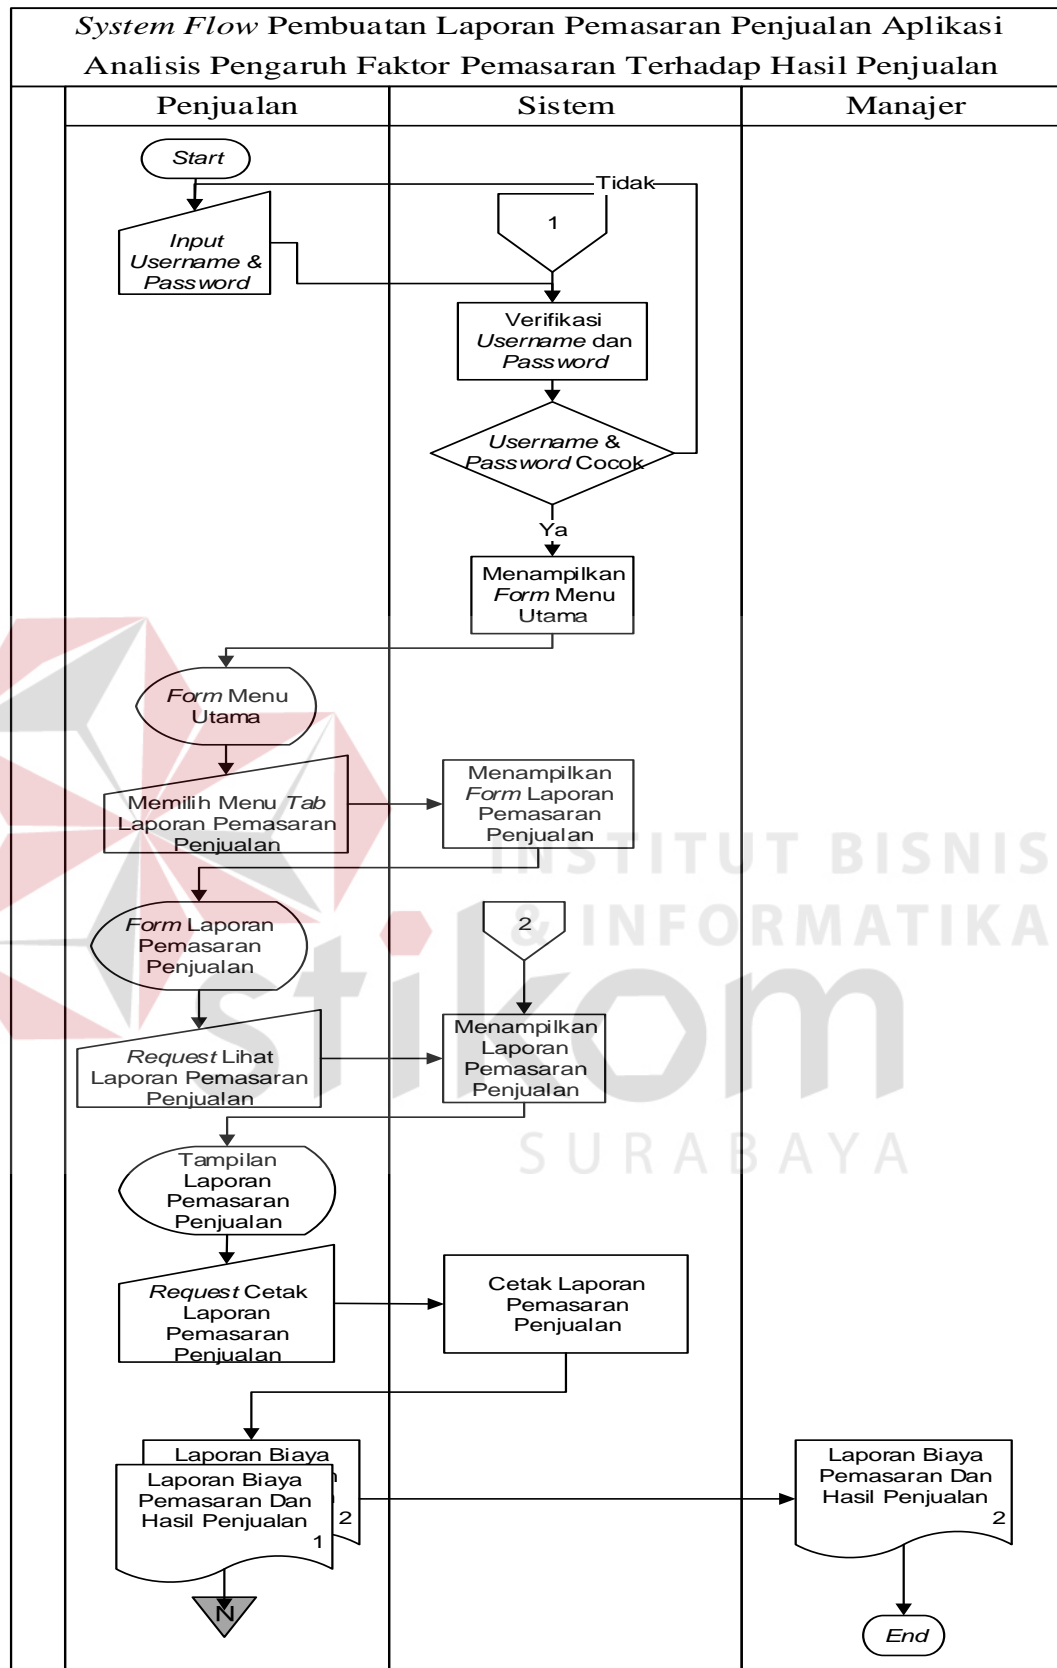 System Flow Pembuatan Laporan Pemasaran Penjualan Aplikasi
Analisis Pengaruh Faktor Pemasaran Terhadap Hasil Penjualan
Penjualan
Sistem
Manajer
Start
Tidak
1
Input
Username &
Password
Verifikasi
Username dan
Password
Username &
Password Cocok
Ya
Menampilkan
Form Menu
Utama
Form Menu
Utama
Memilih Menu Tab
Laporan Pemasaran
Penjualan
Menampilkan
Form Laporan
Pemasaran
Penjualan
INSTITUT BISNIS
& INFORMATIKA
stikom
SURABAYA
Form Laporan
Pemasaran
Penjualan
2
Request Lihat
Laporan Pemasaran
Penjualan
Menampilkan
Laporan
Pemasaran
Penjualan
Tampilan
Laporan
Pemasaran
Penjualan
Request Cetak
Laporan
Pemasaran
Penjualan
Cetak Laporan
Pemasaran
Penjualan
Laporan Biaya
2
Laporan Biaya
Pemasaran Dan
Hasil Penjualan
1
N
Laporan Biaya
Pemasaran Dan
Hasil Penjualan
2
End